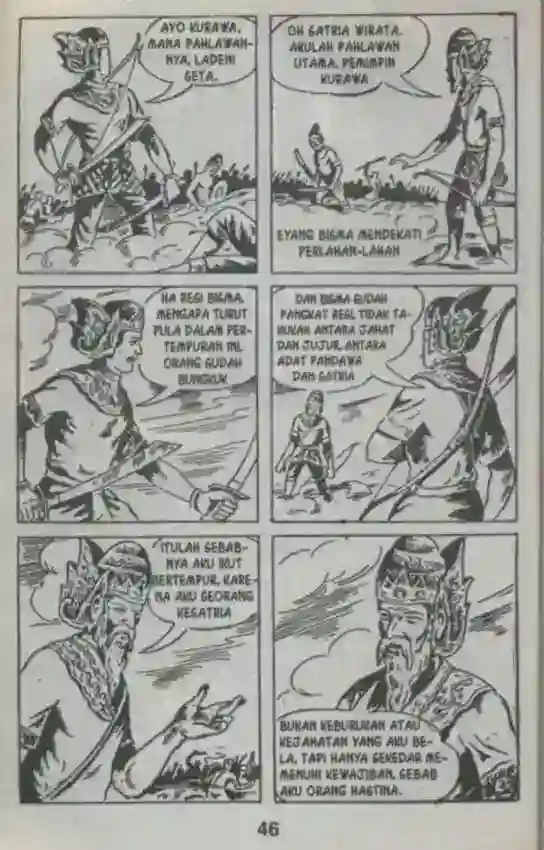 AYO KURAWA,
MANA PAHLAWAN-
NYA, LADENI
SETA.
OH SATRIA WIRATA.
AKULAH PAHLAWAN
UTAMA, PEMIMPIN
KURAWA
EYANG BISMA MENDEKATI
PERLAHAN-LAHAN
HA RESI BISMA,
MENGAPA TURUT
PULA DALAM PER-
TEMPURAN INI.
ORANG SUDAH
BUNGKUK
DAN BISMA SUDAH
PANGKAT RESI, TIDAK TA-
HUKAH ANTARA JAHAT
DAN JUJUR, ANTARA
ADAT PANDAWA
DAN SATRIA
ITULAH SEBAB-
NYA AKU IKUT
BERTEMPUR, KARE-
NA AKU SEORANG
KESATRIA
BUKAN KEBURUKAN ATAU
KEJAHATAN YANG AKU BE-
LA, TAPI HANYA SEKEDAR ME-
MENUHI KEWAJIBAN, SEBAB
AKU ORANG HASTINA.
46